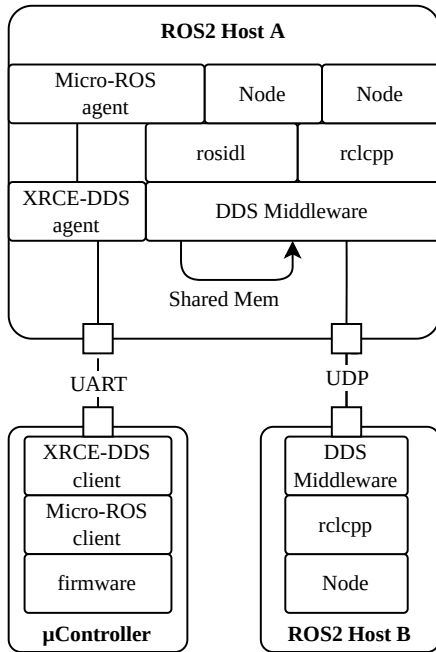 ROS2 Host A
Micro-ROS
agent
Node
Node
rosidl
rclcpp
XRCE-DDS
agent
DDS Middleware
Shared Mem
UART
UDP
XRCE-DDS
client
Micro-ROS
client
firmware
µController
DDS
Middleware
rclcpp
Node
ROS2 Host B